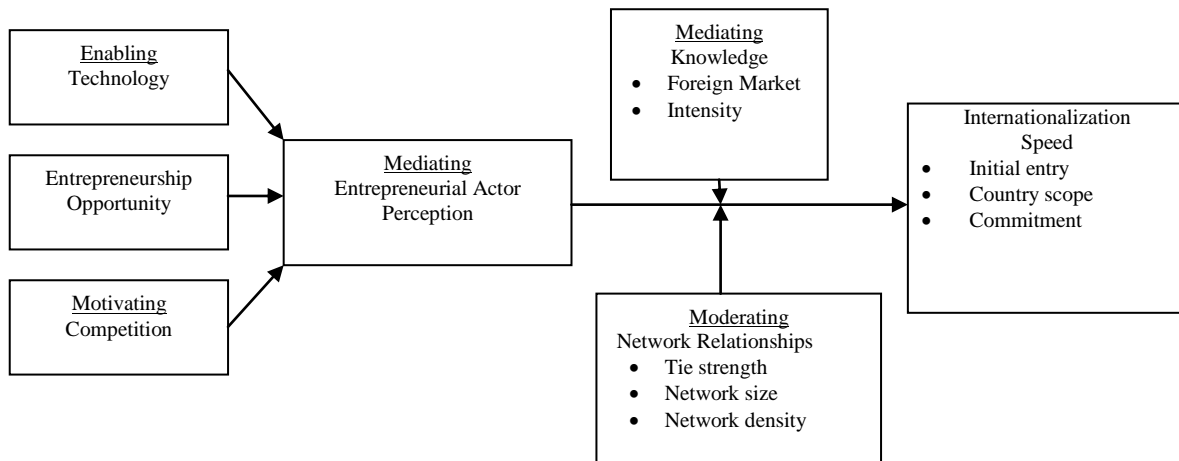 Enabling
Technology
Entrepreneurship
Opportunity
Motivating
Competition
Mediating
Entrepreneurial Actor
Perception
Mediating
Knowledge
• Foreign Market
• Intensity
Moderating
Network Relationships
• Tie strength
• Network size
• Network density
Internationalization
Speed
• Initial entry
• Country scope
• Commitment